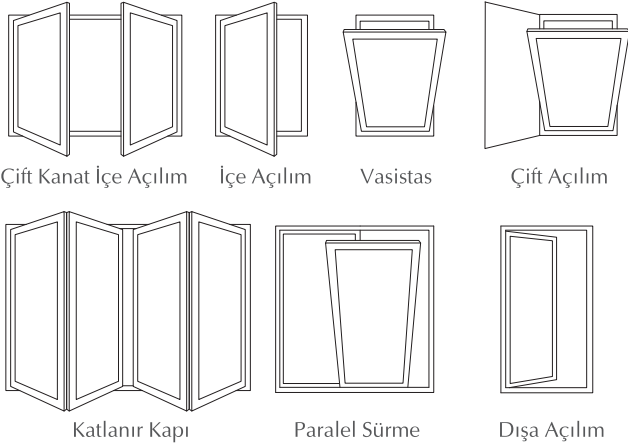 Çift Kanat İçe Açılım
İçe Açılım
Vasistas
Çift Açılım
Katlanır Kapı
Paralel Sürme
Dışa Açılım